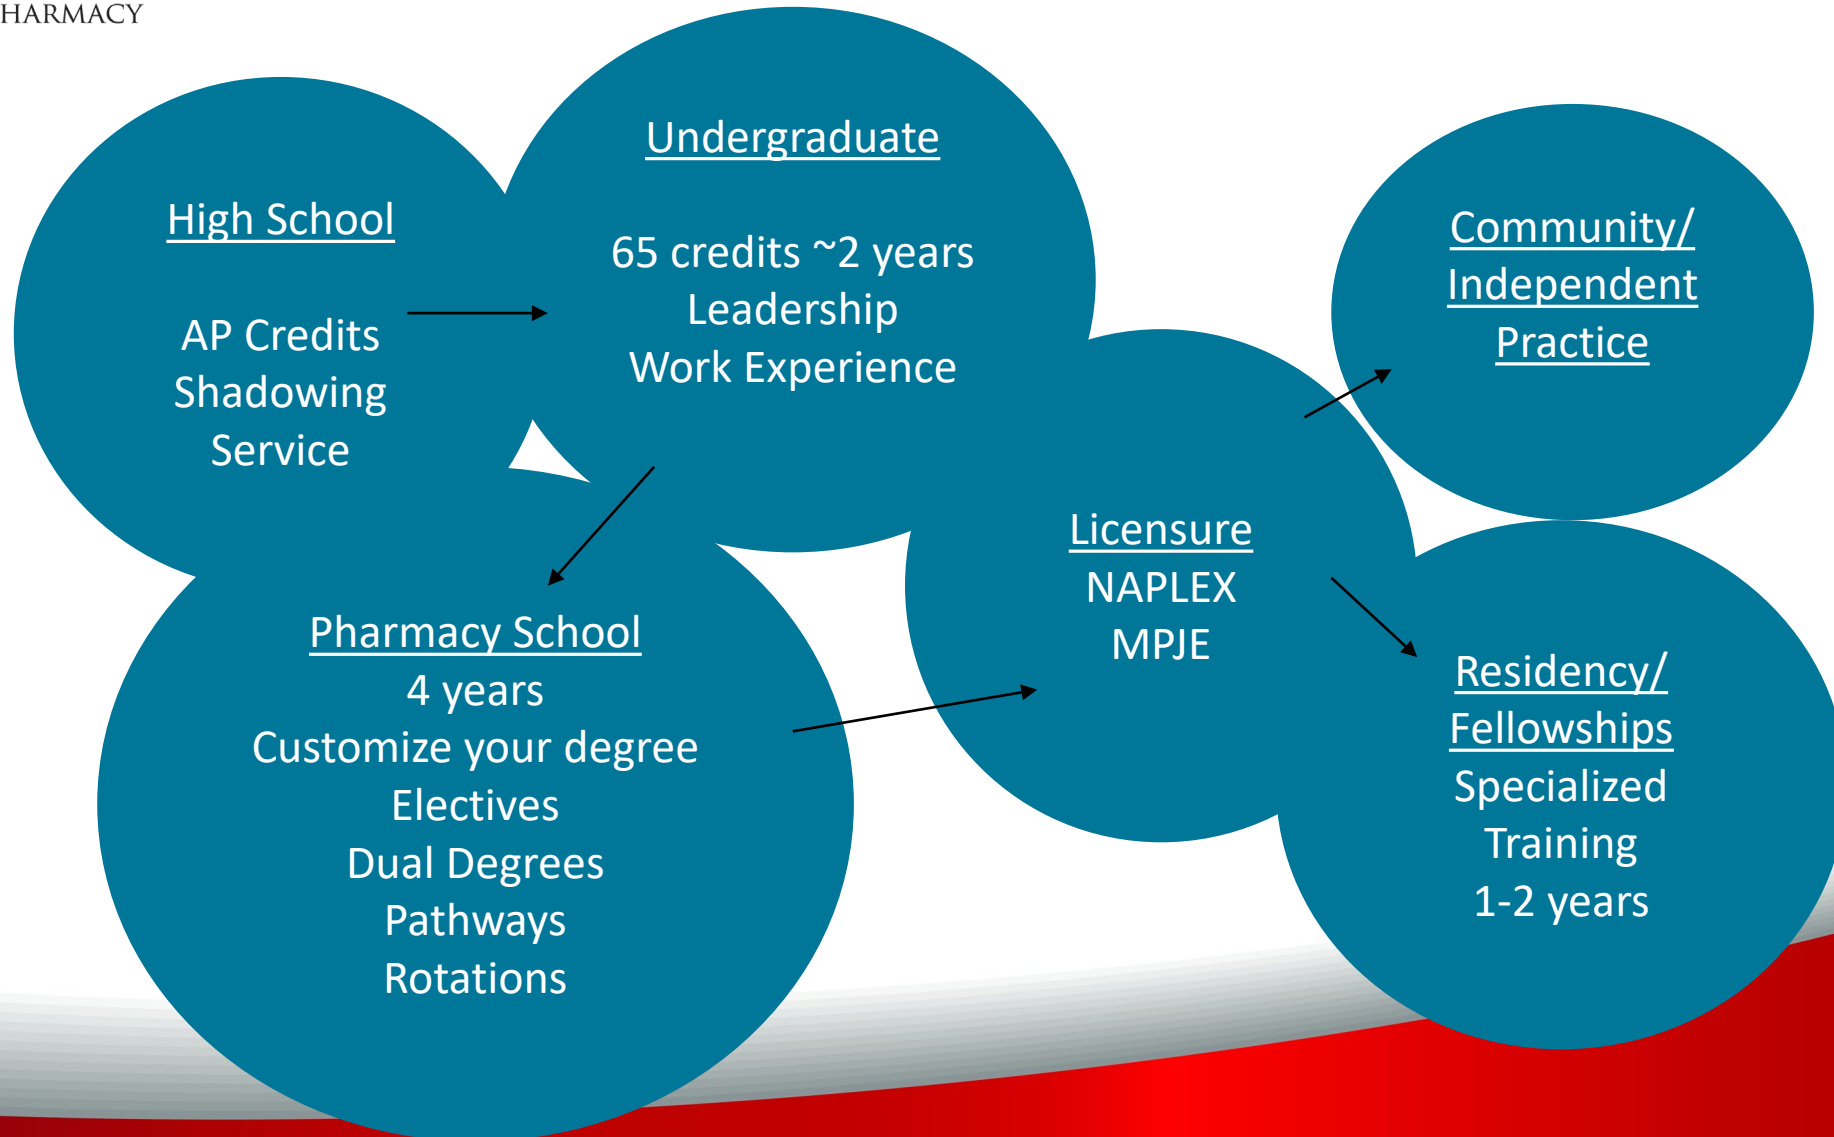 HARMACY
High School
AP Credits
Shadowing
Service
Undergraduate
65 credits ~2 years
Leadership
Work Experience
Pharmacy School
4 years
Customize your degree
Electives
Dual Degrees
Pathways
Rotations
Licensure
NAPLEX
MPJE
Community/
Independent
Practice
Residency/
Fellowships
Specialized
Training
1-2 years